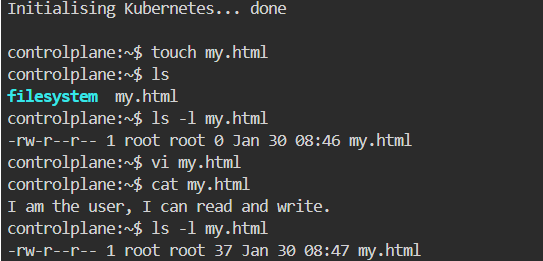 Initialising Kubernetes... done
controlplane:~$ touch my.html
controlplane:~$ ls
filesystem  my.html
controlplane:~$ ls -l my.html
-rw-r--r-- 1 root root 0 Jan 30 08:46 my.html
controlplane:~$ vi my.html
controlplane:~$ cat my.html
I am the user, I can read and write.
controlplane:~$ ls -l my.html
-rw-r--r-- 1 root root 37 Jan 30 08:47 my.html